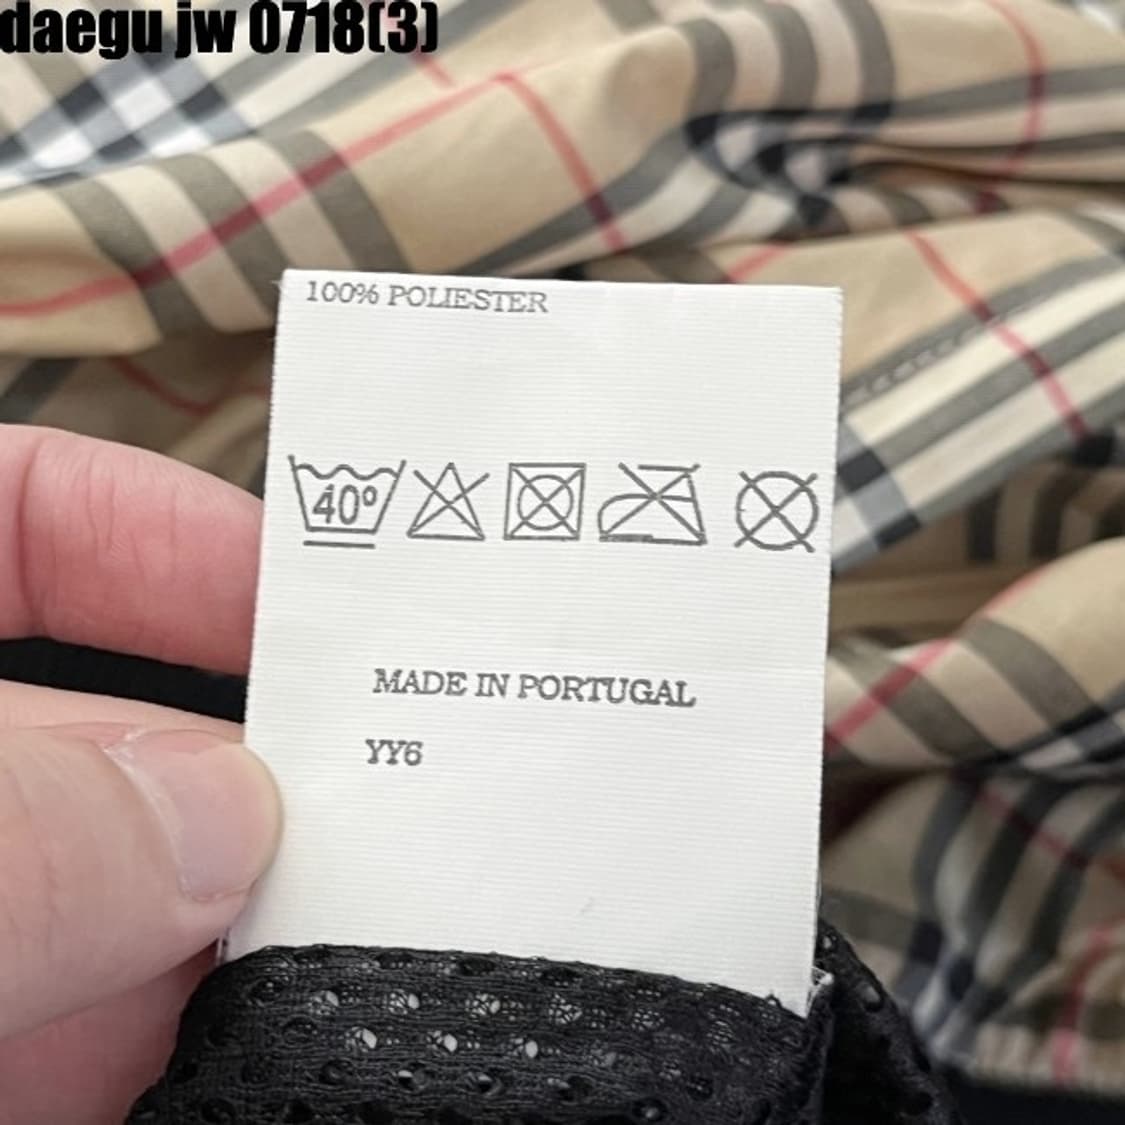 daegu jw 0718(3)
100% POLIESTER
40°
MADE IN PORTUGAL
YY6